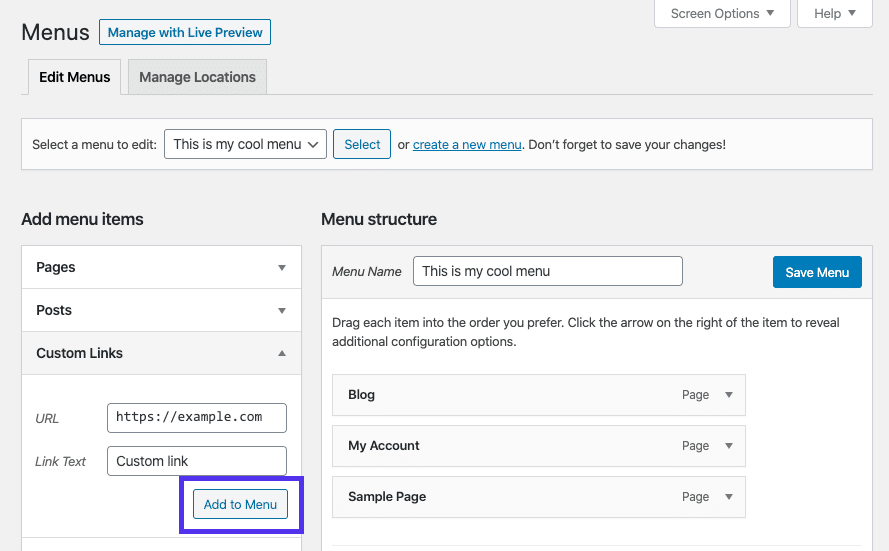 Screen Options
Help
Menus
Manage with Live Preview
Edit Menus
Manage Locations
Select a menu to edit:
This is my cool menu
Select
or create a new menu. Don’t forget to save your changes!
Add menu items
Pages
Posts
Custom Links
URL
https://example.com
Link Text
Custom link
Add to Menu
Menu structure
Menu Name
This is my cool menu
Save Menu
Drag each item into the order you prefer. Click the arrow on the right of the item to reveal
additional configuration options.
Blog
Page
My Account
Page
Sample Page
Page